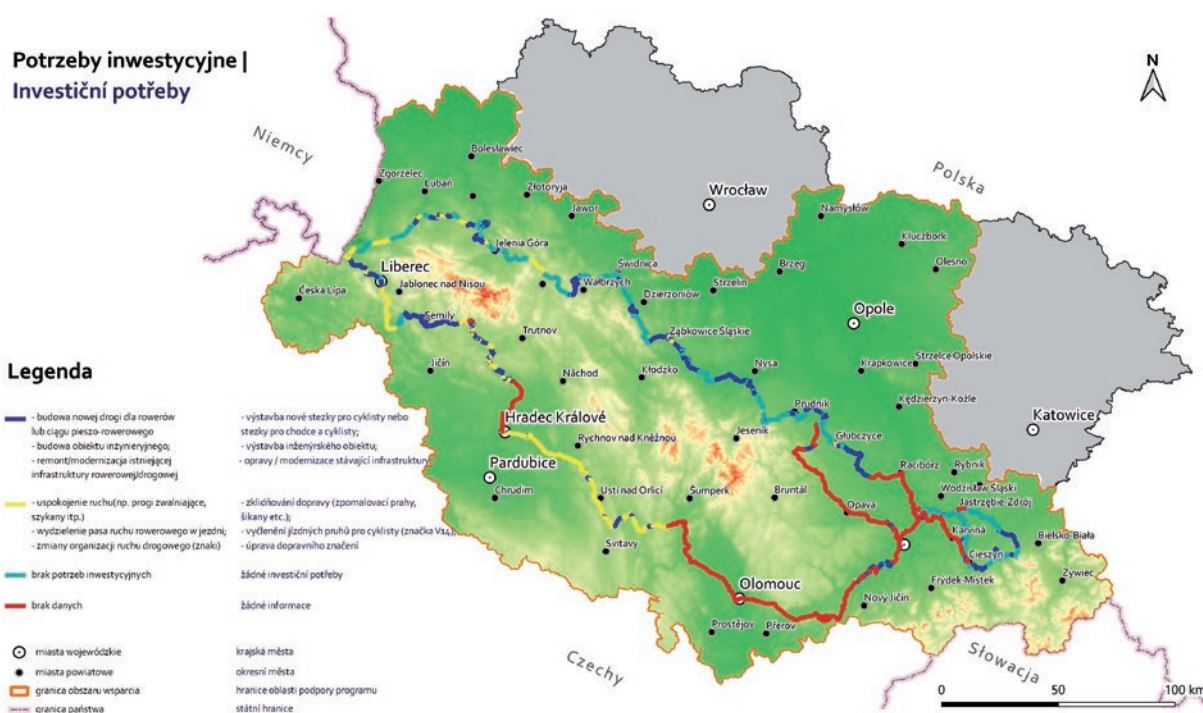 Potrzeby inwestycyjne |
Investiční potřeby
N
Niemcy
Polska
Czechy
Słowacja
Bolesławiec
Zgorzelec
Lubań
Złotoryja
Jawor
Wrocław
Namysłów
Kluczbork
Olesno
Jelenia Góra
Liberec
Jablonec nad Nisou
Česká Lípa
Świdnica
Wałbrzych
Dzierżoniów
Strzelin
Brzeg
Opole
Semily
Trutnov
Ząbkowice Śląskie
Jičín
Náchod
Kłodzko
Nysa
Krapkowice
Strzelce Opolskie
Kędzierzyn-Koźle
Katowice
Prudnik
Hradec Králové
Rychnov nad Kněžnou
Jeseník
Głubczyce
Pardubice
Chrudim
Ústí nad Orlicí
Šumperk
Bruntál
Racibórz
Rybnik
Wodzisław Śląski
Jastrzębie-Zdrój
Opava
Svitavy
Karviná
Cieszyn
Bielsko-Biała
Żywiec
Frýdek-Místek
Nový Jičín
Olomouc
Prostějov
Přerov
Legenda
- budowa nowej drogi dla rowerów
lub ciągu pieszo-rowerowego
- budowa obiektu inżynieryjnego;
- remont/modernizacja istniejącej
infrastruktury rowerowej/drogowej
- výstavba nové stezky pro cyklisty nebo
stezky pro chodce a cyklisty;
- výstavba inženýrského objektu;
- opravy / modernizace stávající infrastruktury
- uspokojenie ruchu(np. progi zwalniające,
szykany itp.)
- wydzielenie pasa ruchu rowerowego w jezdni;
- zmiany organizacji ruchu drogowego (znaki)
- zklidňování dopravy (zpomalovací prahy,
šikany etc.);
- vyčlenění jízdných pruhů pro cyklisty (značka V14);
- úprava dopravního značení
brak potrzeb inwestycyjnych
žádné investiční potřeby
brak danych
žádné informace
miasta wojewódzkie
krajská města
miasta powiatowe
okresní města
granica obszaru wsparcia
hranice oblasti podpory programu
granica państwa
státní hranice
0 50 100 km